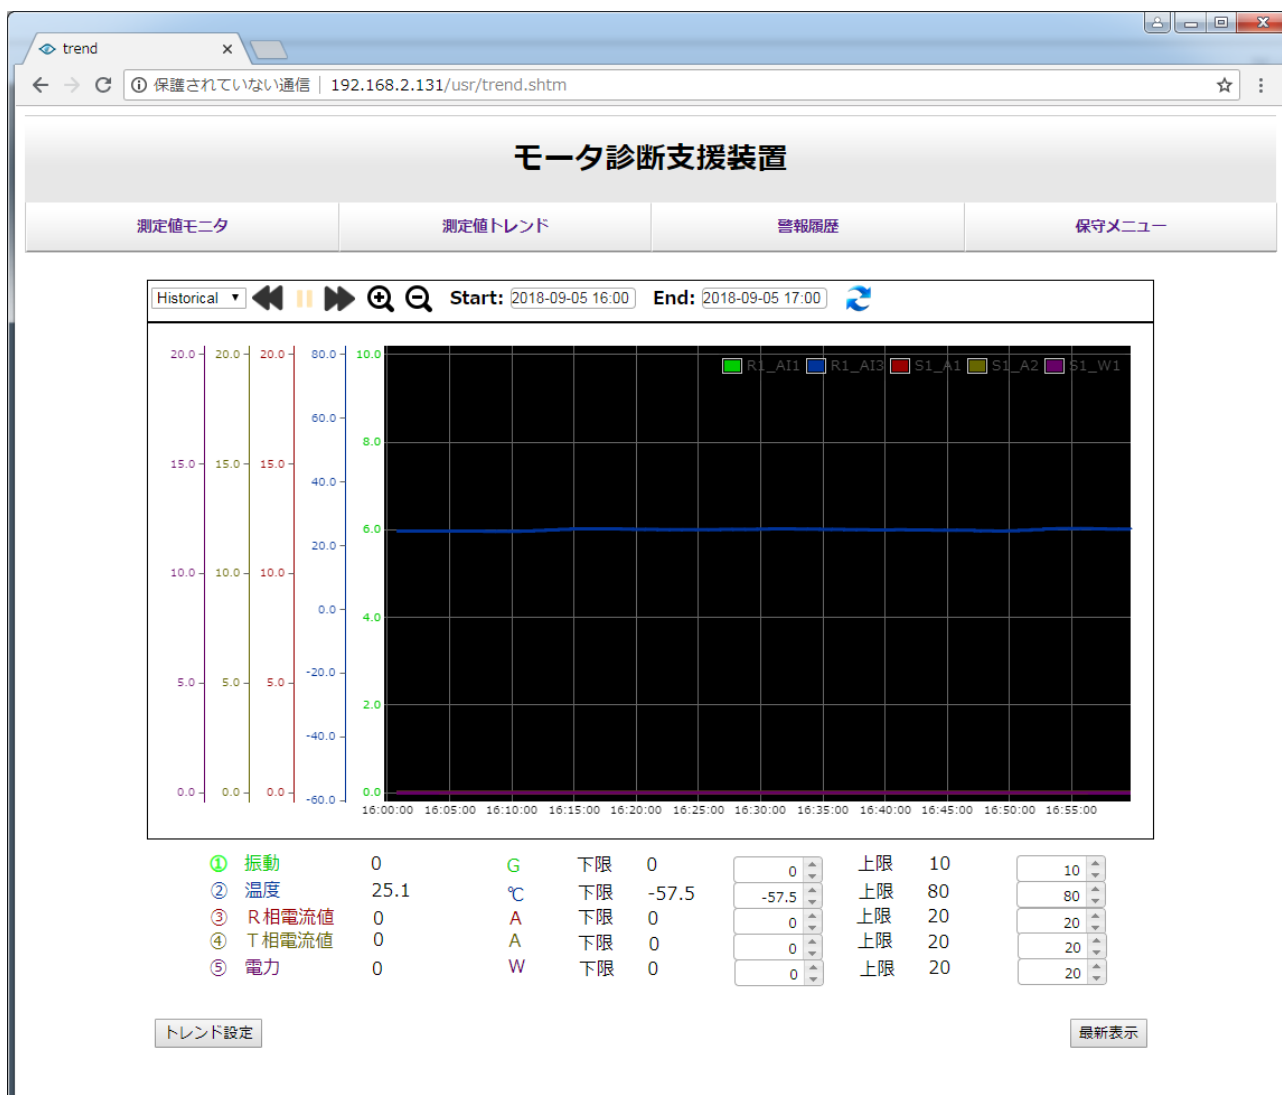 trend
保護されていない通信 | 192.168.2.131/usr/trend.shtm
モータ診断支援装置
測定値モニタ 測定値トレンド 警報履歴 保守メニュー
Historical Start: 2018-09-05 16:00 End: 2018-09-05 17:00
R1_AI1 R1_AI3 S1_A1 S1_A2 S1_W1
20.0 20.0 20.0 80.0 10.0
60.0
8.0
15.0 15.0 15.0
40.0
6.0
20.0
10.0 10.0 10.0
0.0
4.0
-20.0
5.0 5.0 5.0
2.0
-40.0
0.0 0.0 0.0 -60.0 0.0
16:00:00 16:05:00 16:10:00 16:15:00 16:20:00 16:25:00 16:30:00 16:35:00 16:40:00 16:45:00 16:50:00 16:55:00
① 振動 0 G 下限 0 0 上限 10 10
② 温度 25.1 ℃ 下限 -57.5 -57.5 上限 80 80
③ R相電流値 0 A 下限 0 0 上限 20 20
④ T相電流値 0 A 下限 0 0 上限 20 20
⑤ 電力 0 W 下限 0 0 上限 20 20
トレンド設定 最新表示